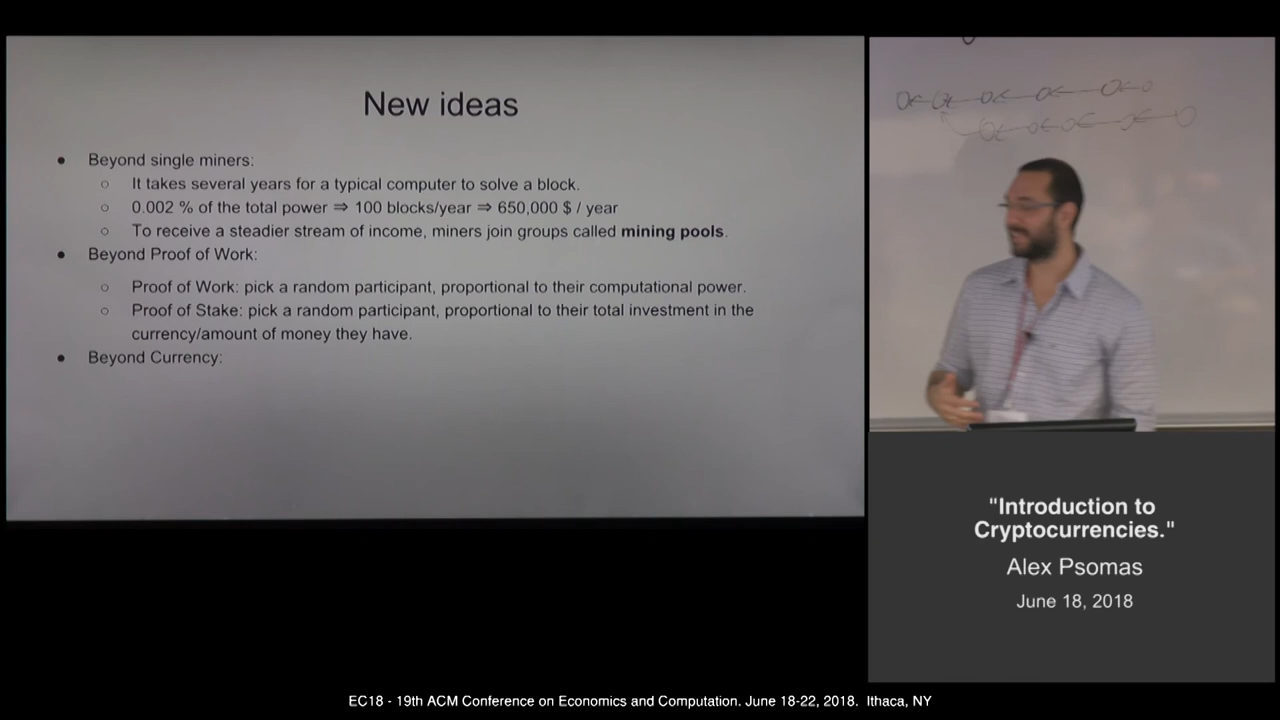 New ideas
● Beyond single miners:
○ It takes several years for a typical computer to solve a block.
○ 0.002 % of the total power ⇒ 100 blocks/year ⇒ 650,000 $ / year
○ To receive a steadier stream of income, miners join groups called mining pools.
● Beyond Proof of Work:
○ Proof of Work: pick a random participant, proportional to their computational power.
○ Proof of Stake: pick a random participant, proportional to their total investment in the
currency/amount of money they have.
● Beyond Currency:
"Introduction to
Cryptocurrencies."
Alex Psomas
June 18, 2018
EC18 - 19th ACM Conference on Economics and Computation. June 18-22, 2018. Ithaca, NY